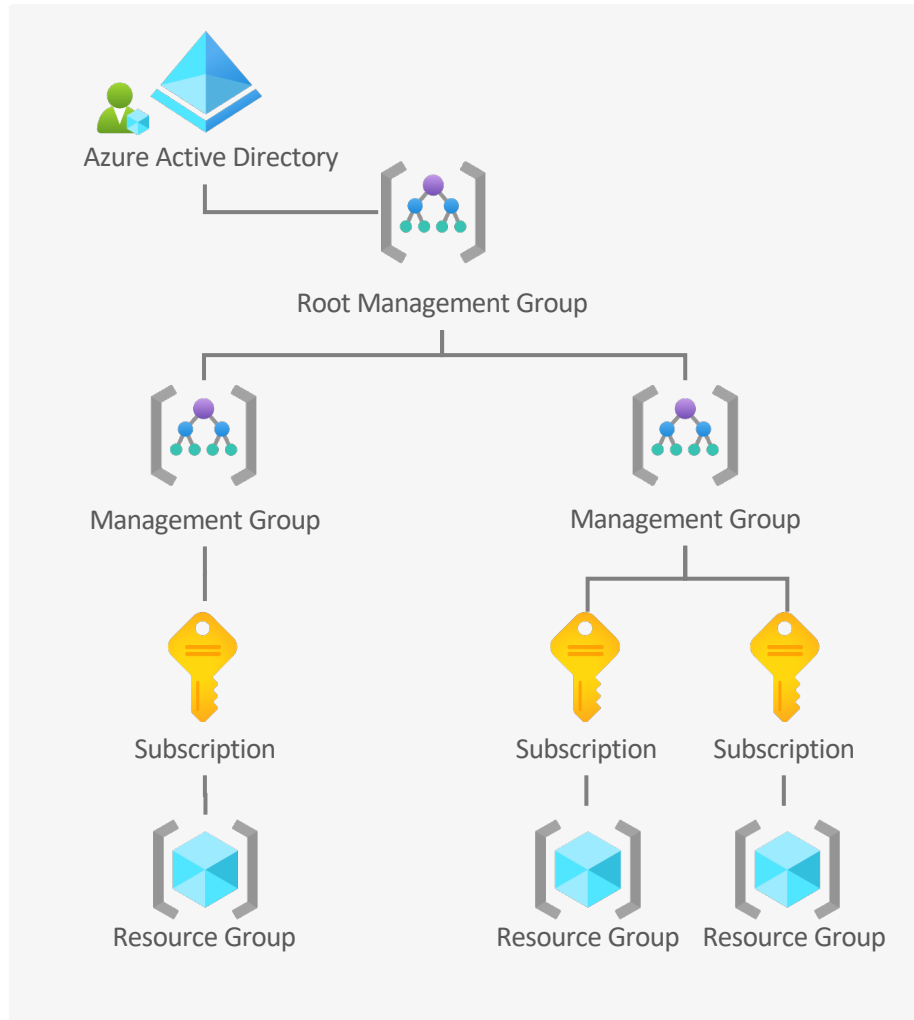 Azure Active Directory
Root Management Group
Management Group
Management Group
Subscription
Subscription
Subscription
Resource Group
Resource Group
Resource Group